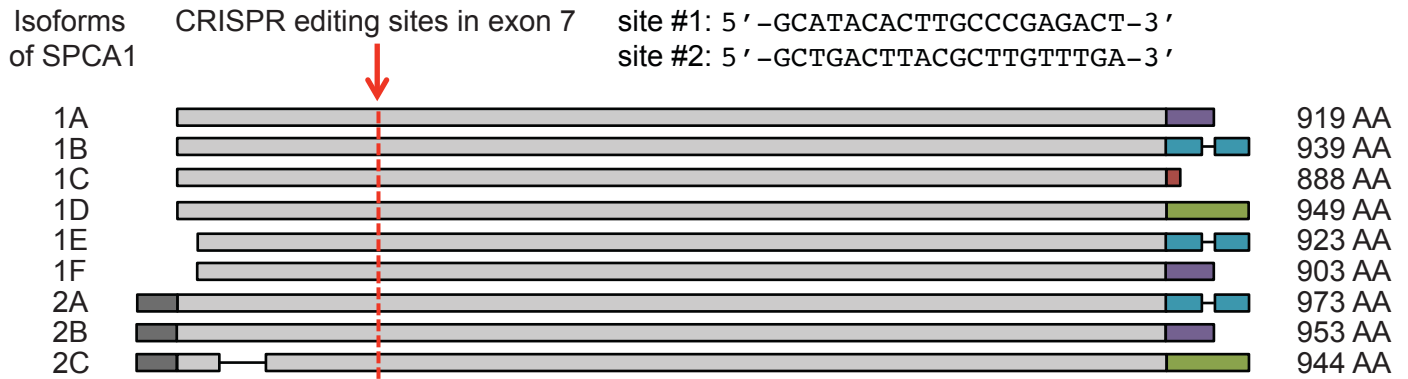 Isoforms of SPCA1
CRISPR editing sites in exon 7
site #1: 5′-GCATACACTTGCCCGAGACT-3′
site #2: 5′-GCTGACTTACGCTTGTTTGA-3′
1A 919 AA
1B 939 AA
1C 888 AA
1D 949 AA
1E 923 AA
1F 903 AA
2A 973 AA
2B 953 AA
2C 944 AA